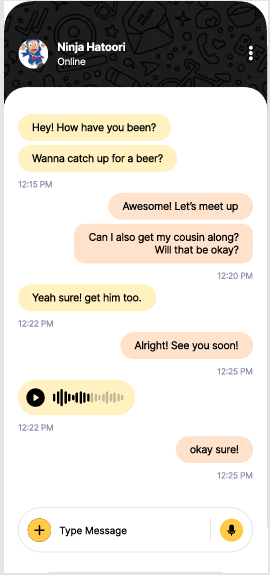 Ninja Hatoori
Online
Hey! How have you been?
Wanna catch up for a beer?
12:15 PM
Awesome! Let's meet up
Can I also get my cousin along?
Will that be okay?
12:20 PM
Yeah sure! get him too.
12:22 PM
Alright! See you soon!
12:25 PM
12:22 PM
okay sure!
12:25 PM
Type Message